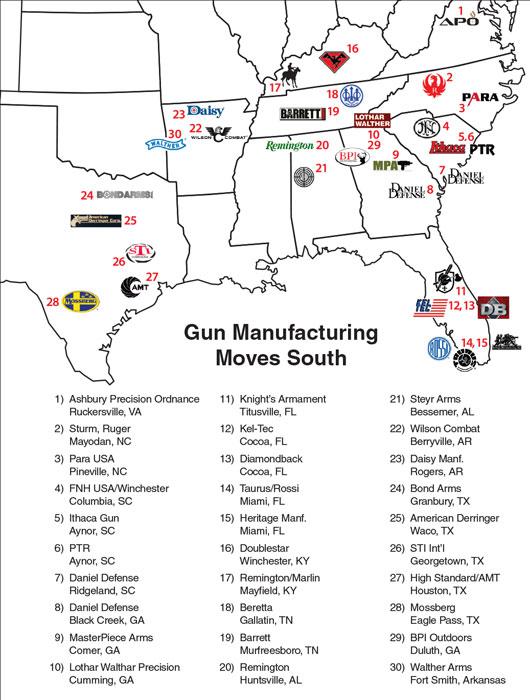 1
APO
16
17
18
2
PARA
3
23 Daisy
22
WILSON COMBAT
30
WALTHER
BARRETT 19
LOTHAR
WALTHER
10
29
4
5,6
Ithaca PTR
Remington 20
BPI
9
MPA
21
7
DANIEL
DEFENSE
DANIEL
DEFENSE 8
24 BONDARMS
American
Derringer Corp. 25
STI
26
27
AMT
28 MOSSBERG
11
KEL
TEC 12, 13 DB
ROSSI 14, 15
Gun Manufacturing
Moves South
1) Ashbury Precision Ordnance
Ruckersville, VA
2) Sturm, Ruger
Mayodan, NC
3) Para USA
Pineville, NC
4) FNH USA/Winchester
Columbia, SC
5) Ithaca Gun
Aynor, SC
6) PTR
Aynor, SC
7) Daniel Defense
Ridgeland, SC
8) Daniel Defense
Black Creek, GA
9) MasterPiece Arms
Comer, GA
10) Lothar Walthar Precision
Cumming, GA
11) Knight's Armament
Titusville, FL
12) Kel-Tec
Cocoa, FL
13) Diamondback
Cocoa, FL
14) Taurus/Rossi
Miami, FL
15) Heritage Manf.
Miami, FL
16) Doublestar
Winchester, KY
17) Remington/Marlin
Mayfield, KY
18) Beretta
Gallatin, TN
19) Barrett
Murfreesboro, TN
20) Remington
Huntsville, AL
21) Steyr Arms
Bessemer, AL
22) Wilson Combat
Berryville, AR
23) Daisy Manf.
Rogers, AR
24) Bond Arms
Granbury, TX
25) American Derringer
Waco, TX
26) STI Int'l
Georgetown, TX
27) High Standard/AMT
Houston, TX
28) Mossberg
Eagle Pass, TX
29) BPI Outdoors
Duluth, GA
30) Walther Arms
Fort Smith, Arkansas